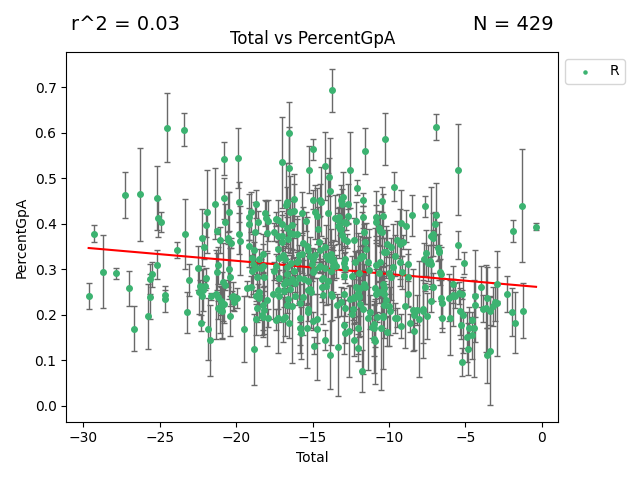 r^2 = 0.03
N = 429
Total vs PercentGpA
R
PercentGpA
0.7
0.6
0.5
0.4
0.3
0.2
0.1
0.0
−30
−25
−20
−15
−10
−5
0
Total